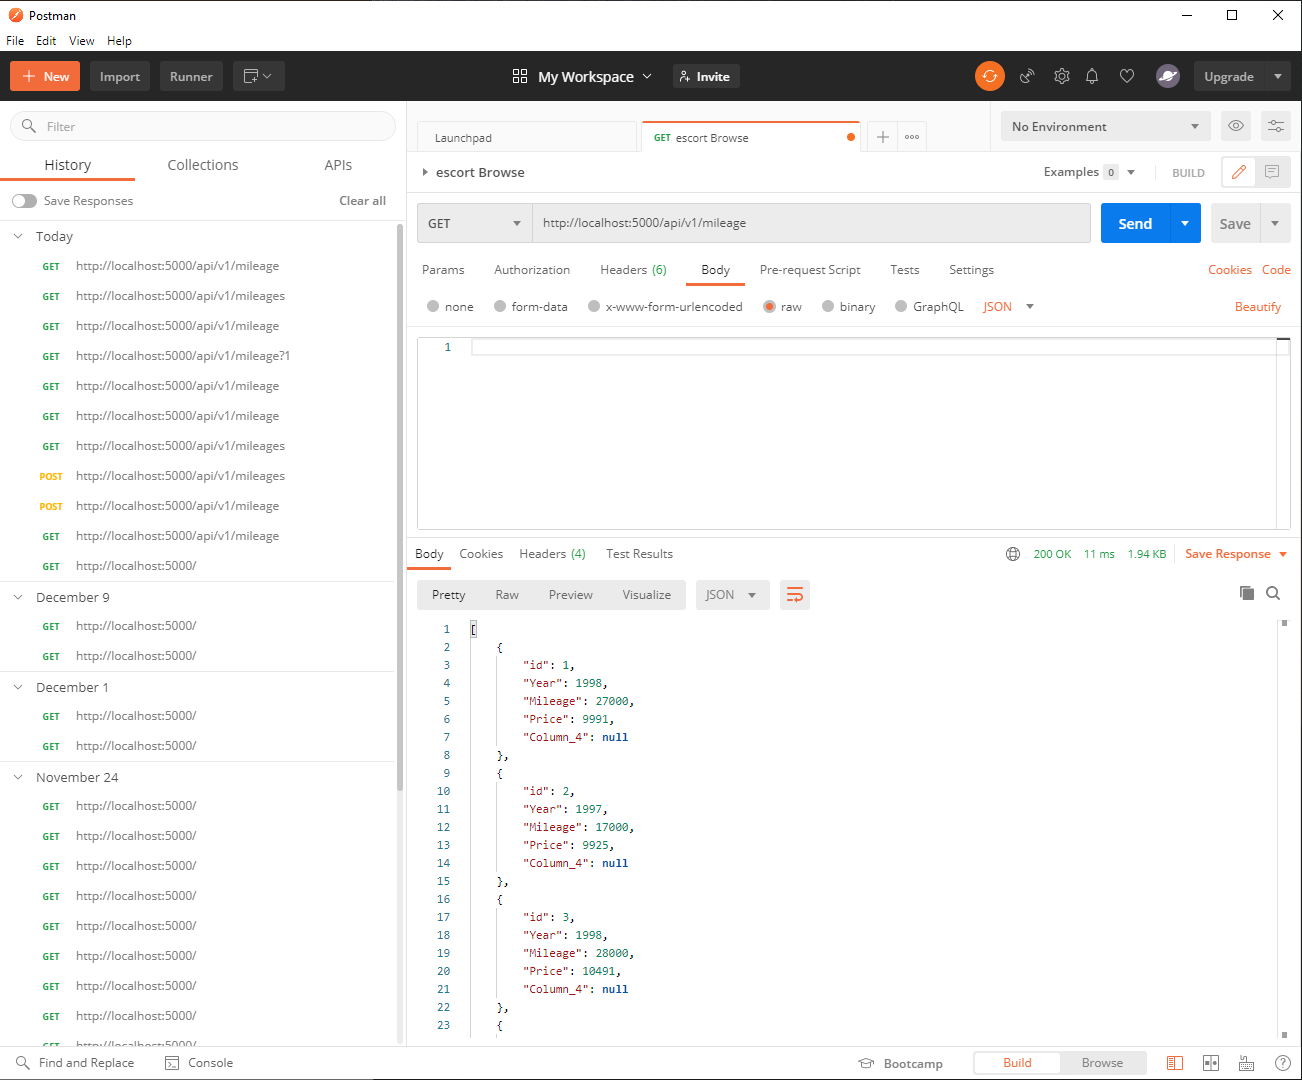 Postman
File Edit View Help
New Import Runner My Workspace Invite Upgrade
Filter
History Collections APIs
Save Responses Clear all
Today
GET http://localhost:5000/api/v1/mileage
GET http://localhost:5000/api/v1/mileages
GET http://localhost:5000/api/v1/mileage
GET http://localhost:5000/api/v1/mileage?1
GET http://localhost:5000/api/v1/mileage
GET http://localhost:5000/api/v1/mileage
GET http://localhost:5000/api/v1/mileages
POST http://localhost:5000/api/v1/mileages
POST http://localhost:5000/api/v1/mileage
GET http://localhost:5000/api/v1/mileage
GET http://localhost:5000/
December 9
GET http://localhost:5000/
GET http://localhost:5000/
December 1
GET http://localhost:5000/
GET http://localhost:5000/
November 24
GET http://localhost:5000/
GET http://localhost:5000/
GET http://localhost:5000/
GET http://localhost:5000/
GET http://localhost:5000/
GET http://localhost:5000/
GET http://localhost:5000/
GET http://localhost:5000/
GET http://localhost:5000/
Launchpad GET escort Browse No Environment
escort Browse Examples 0 BUILD
GET http://localhost:5000/api/v1/mileage Send Save
Params Authorization Headers (6) Body Pre-request Script Tests Settings Cookies Code
none form-data x-www-form-urlencoded raw binary GraphQL JSON Beautify
1
Body Cookies Headers (4) Test Results 200 OK 11 ms 1.94 KB Save Response
Pretty Raw Preview Visualize JSON
1 [
2 {
3 "id": 1,
4 "Year": 1998,
5 "Mileage": 27000,
6 "Price": 9991,
7 "Column_4": null
8 },
9 {
10 "id": 2,
11 "Year": 1997,
12 "Mileage": 17000,
13 "Price": 9925,
14 "Column_4": null
15 },
16 {
17 "id": 3,
18 "Year": 1998,
19 "Mileage": 28000,
20 "Price": 10491,
21 "Column_4": null
22 },
23 {
Find and Replace Console Bootcamp Build Browse